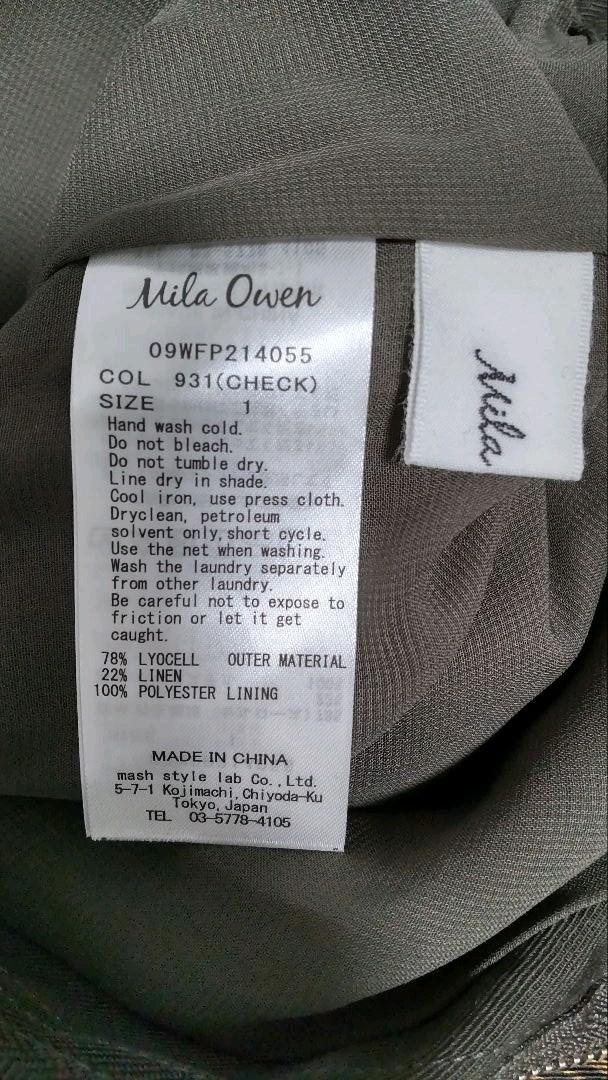 Mila Owen
09WFP214055
COL 931(CHECK)
SIZE 1
Hand wash cold.
Do not bleach.
Do not tumble dry.
Line dry in shade.
Cool iron, use press cloth.
Dryclean, petroleum
solvent only,short cycle.
Use the net when washing.
Wash the laundry separately
from other laundry.
Be careful not to expose to
friction or let it get
caught.
78% LYOCELL OUTER MATERIAL
22% LINEN
100% POLYESTER LINING
MADE IN CHINA
mash style lab Co.,Ltd.
5-7-1 Kojimachi,Chiyoda-Ku
Tokyo,Japan
TEL 03-5778-4105
Mila